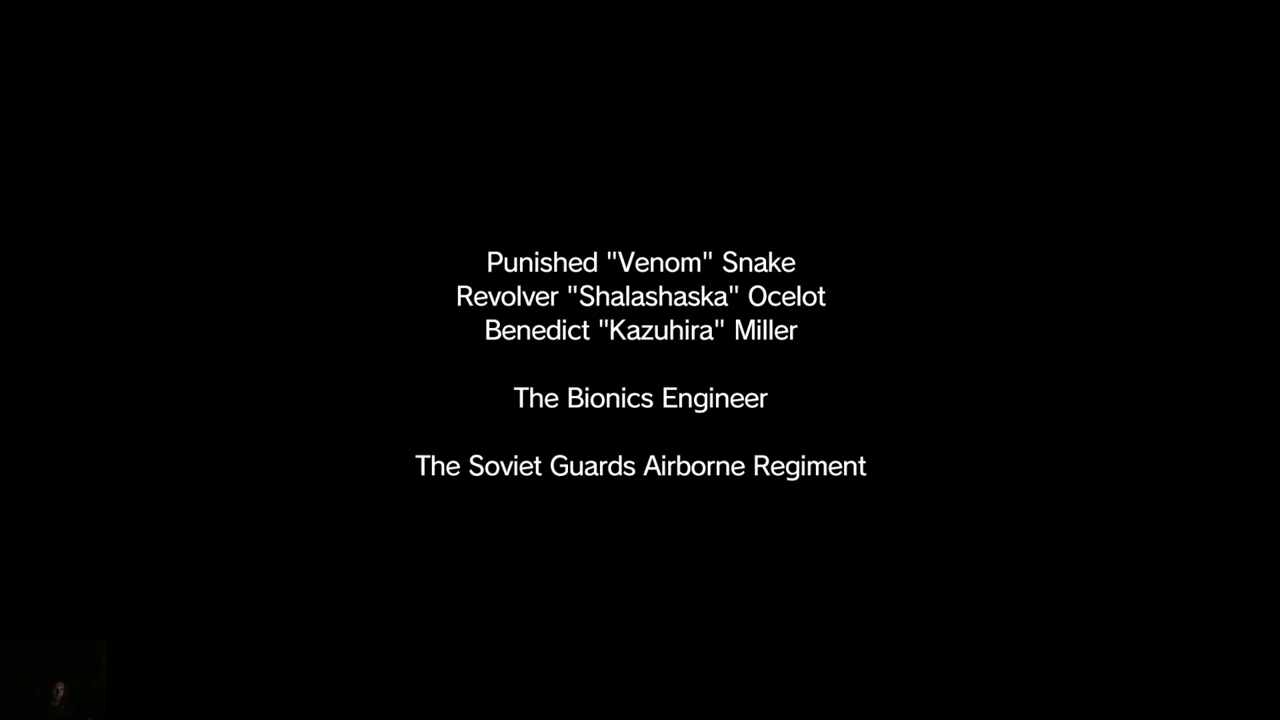 Punished "Venom" Snake
Revolver "Shalashaska" Ocelot
Benedict "Kazuhira" Miller
The Bionics Engineer
The Soviet Guards Airborne Regiment